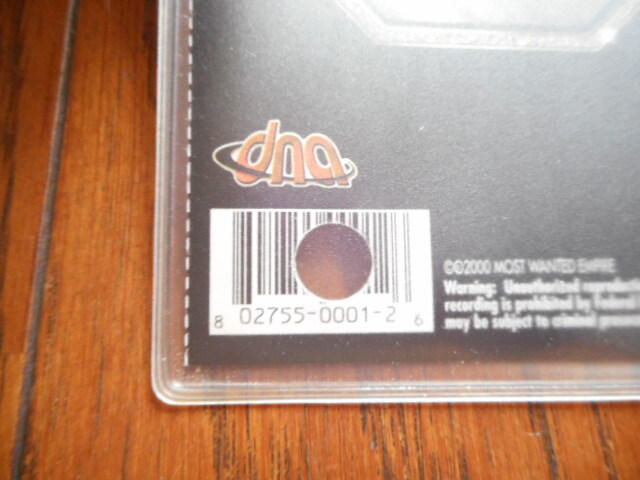 dna
8 02755-0001-2 6
©℗2000 MOST WANTED EMPIRE
Warning: Unauthorized
recording is prohibited by federal
may be subject to criminal